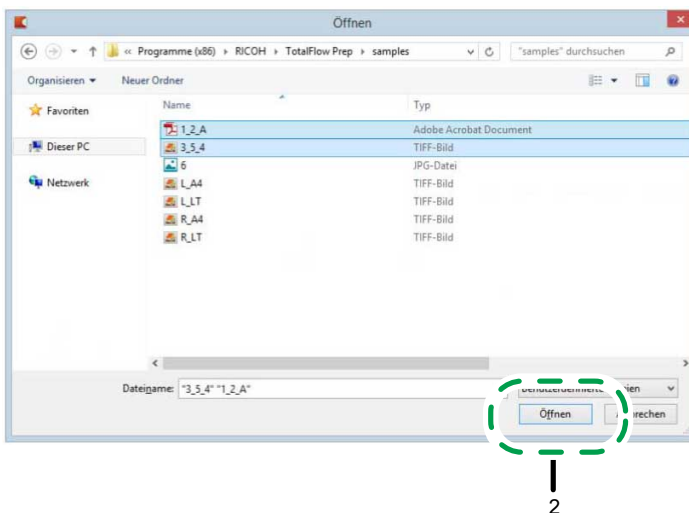 Öffnen
« Programme (x86) ▸ RICOH ▸ TotalFlow Prep ▸ samples
"samples" durchsuchen
Organisieren Neuer Ordner
Name Typ
Favoriten
1_2_A Adobe Acrobat Document
Dieser PC
3_5_4 TIFF-Bild
6 JPG-Datei
Netzwerk
L_A4 TIFF-Bild
L_LT TIFF-Bild
R_A4 TIFF-Bild
R_LT TIFF-Bild
Dateiname: "3_5_4" "1_2_A"
Öffnen
2